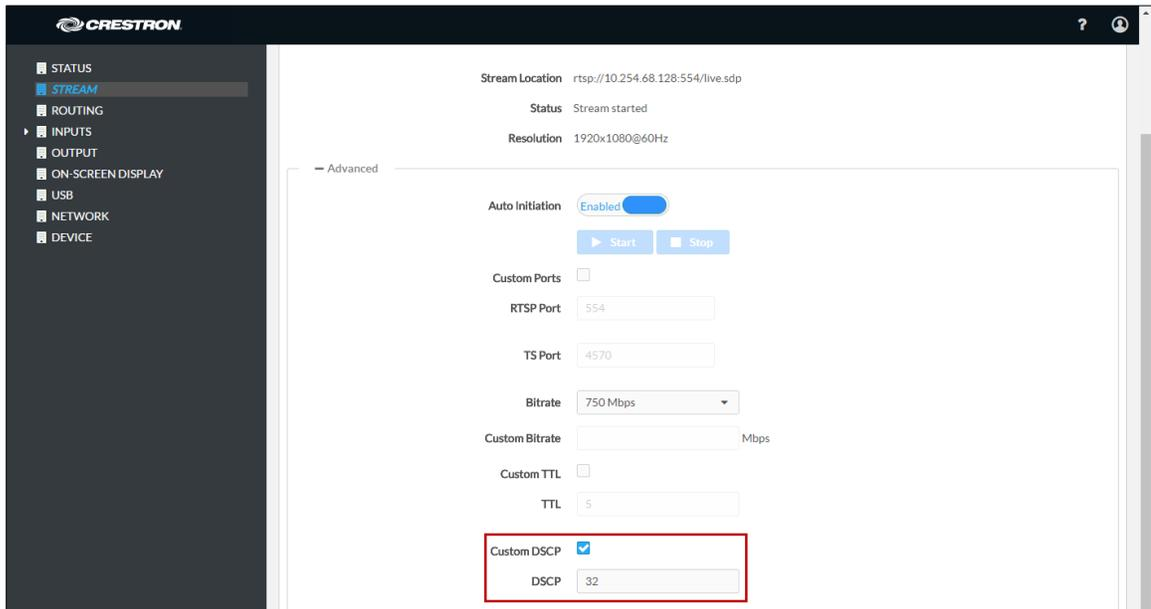 CRESTRON
?
STATUS
STREAM
ROUTING
INPUTS
OUTPUT
ON-SCREEN DISPLAY
USB
NETWORK
DEVICE
Stream Location rtsp://10.254.68.128:554/live.sdp
Status Stream started
Resolution 1920x1080@60Hz
Advanced
Auto Initiation Enabled
Start Stop
Custom Ports
RTSP Port 554
TS Port 4570
Bitrate 750 Mbps
Custom Bitrate Mbps
Custom TTL
TTL 5
Custom DSCP
DSCP 32